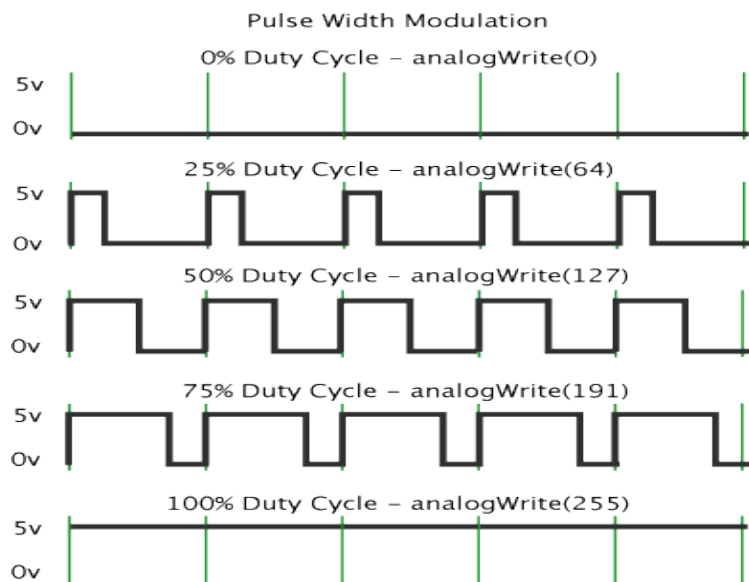 Pulse Width Modulation
0% Duty Cycle – analogWrite(0)
5v
0v
25% Duty Cycle – analogWrite(64)
5v
0v
50% Duty Cycle – analogWrite(127)
5v
0v
75% Duty Cycle – analogWrite(191)
5v
0v
100% Duty Cycle – analogWrite(255)
5v
0v